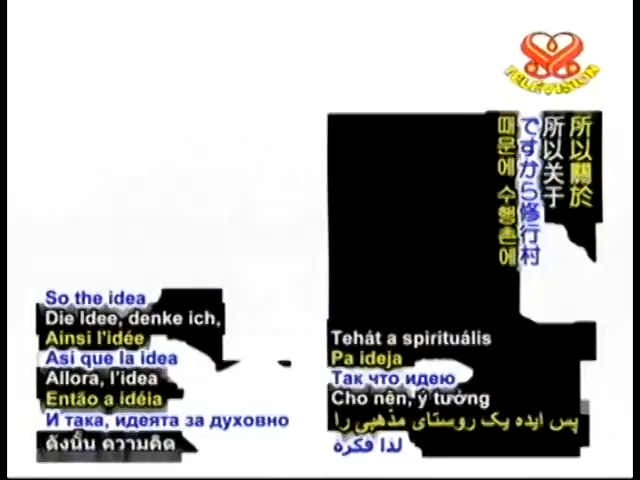 TELEVISION
所以關於
所以关于
ですから修行村
때문에 수행촌에
So the idea
Die Idee, denke ich,
Ainsi l'idée
Así que la idea
Allora, l'idea
Então a idéia
И така, идеята за духовно
ดังนั้น ความคิด
Tehát a spirituális
Pa ideja
Так что идею
Cho nên, ý tưởng
پس ایده یک روستای مذهبی را
لذا فكرة